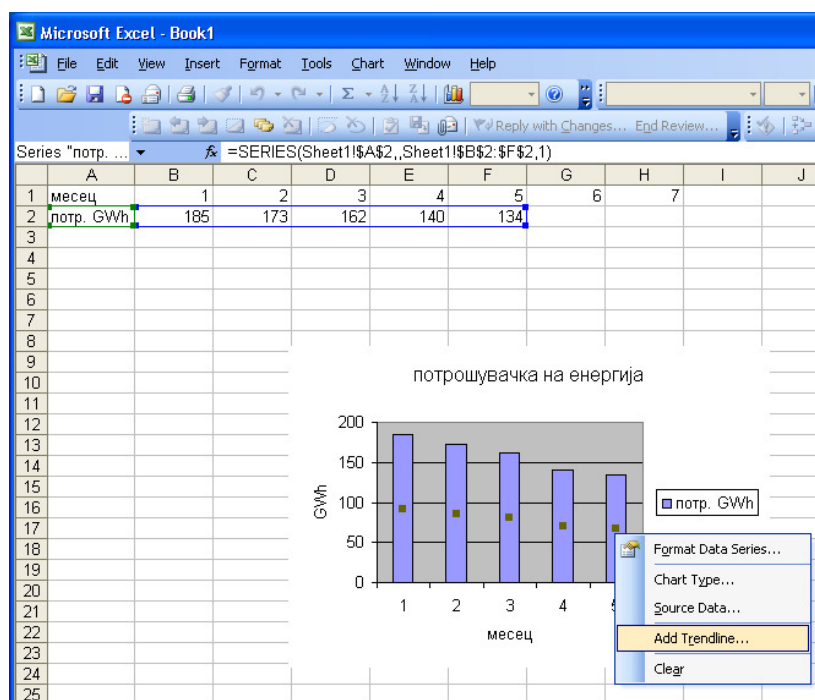 Microsoft Excel - Book1
File Edit View Insert Format Tools Chart Window Help
Reply with Changes... End Review...
Series "потр. ... fx =SERIES(Sheet1!$A$2,,Sheet1!$B$2:$F$2,1)
A B C D E F G H I J
1 месец 1 2 3 4 5 6 7
2 потр. GWh 185 173 162 140 134
3
4
5
6
7
8
9
10
11
12
13
14
15
16
17
18
19
20
21
22
23
24
25
потрошувачка на енергија
200
150
100
50
0
GWh
1 2 3 4 5
месец
потр. GWh
Format Data Series...
Chart Type...
Source Data...
Add Trendline...
Clear